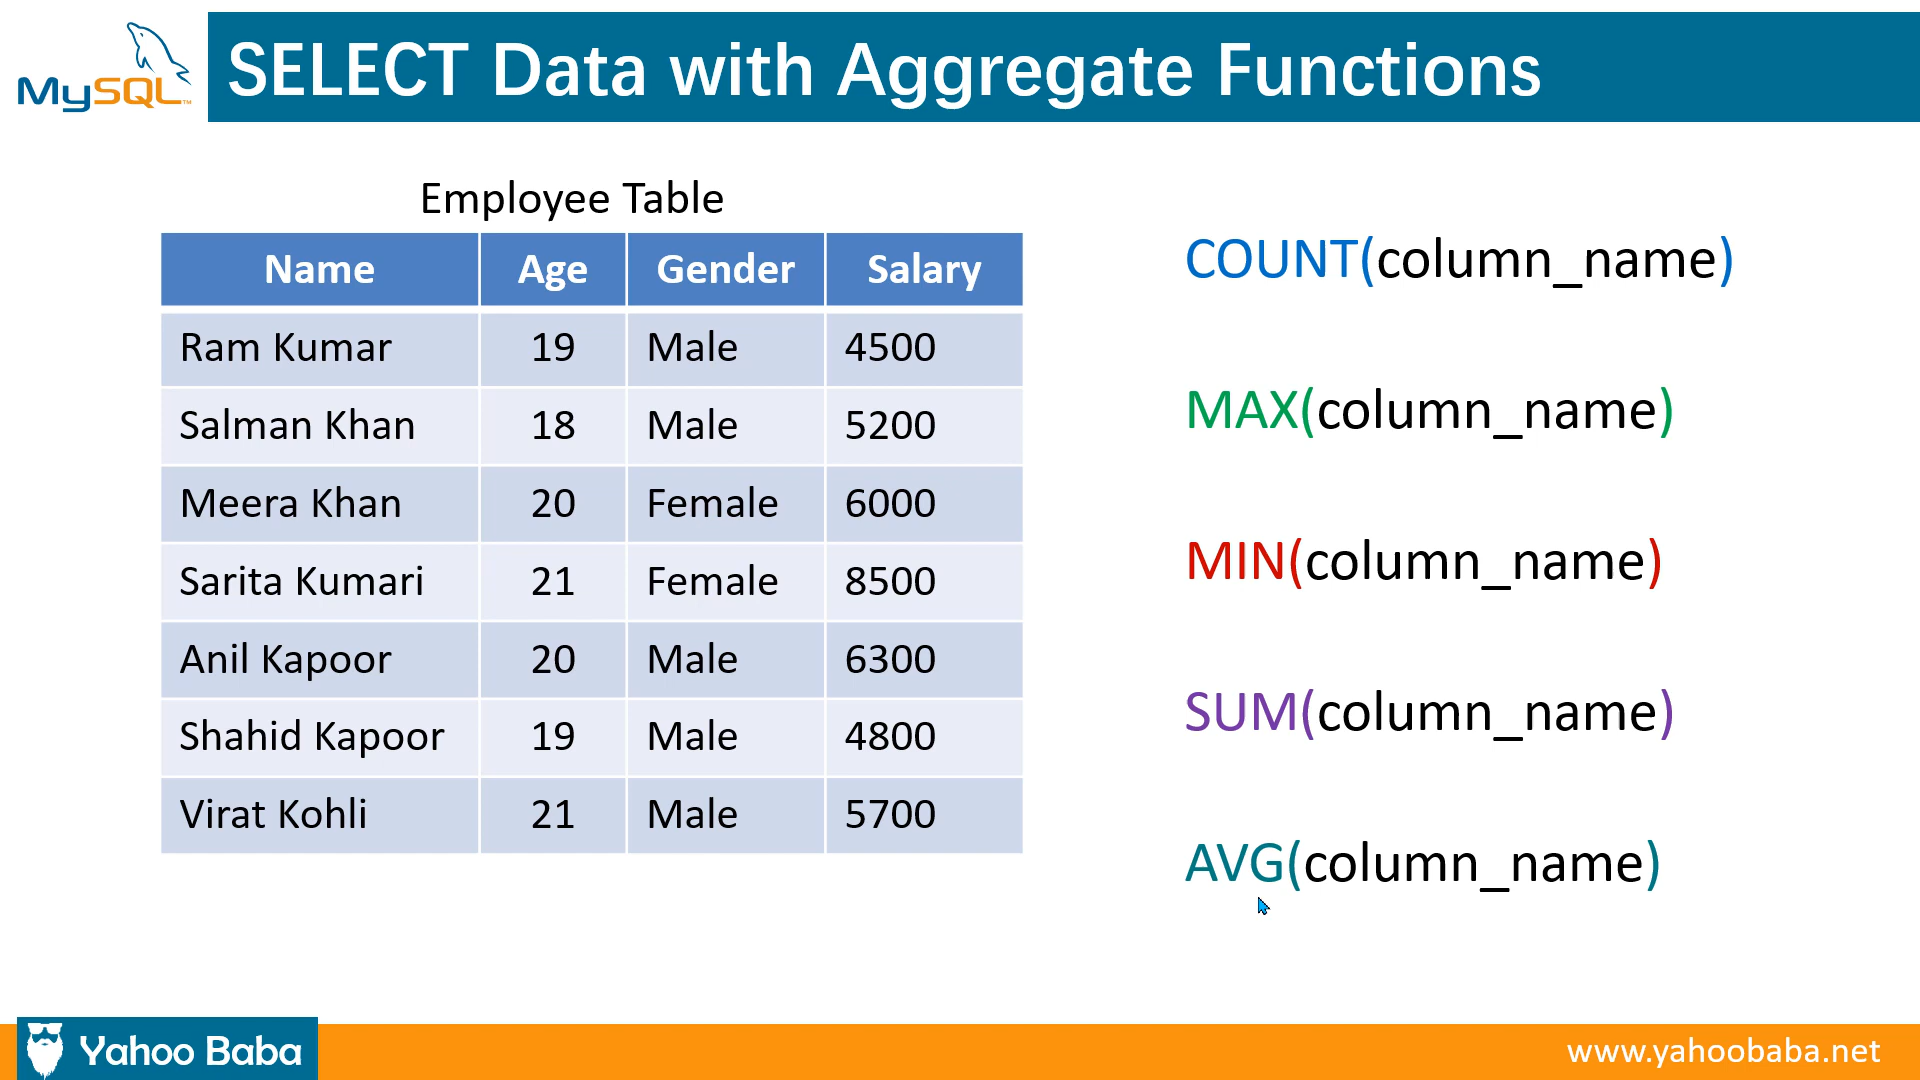 MySQL™
SELECT Data with Aggregate Functions
Employee Table
Name Age Gender Salary
Ram Kumar 19 Male 4500
Salman Khan 18 Male 5200
Meera Khan 20 Female 6000
Sarita Kumari 21 Female 8500
Anil Kapoor 20 Male 6300
Shahid Kapoor 19 Male 4800
Virat Kohli 21 Male 5700
COUNT(column_name)
MAX(column_name)
MIN(column_name)
SUM(column_name)
AVG(column_name)
Yahoo Baba
www.yahoobaba.net